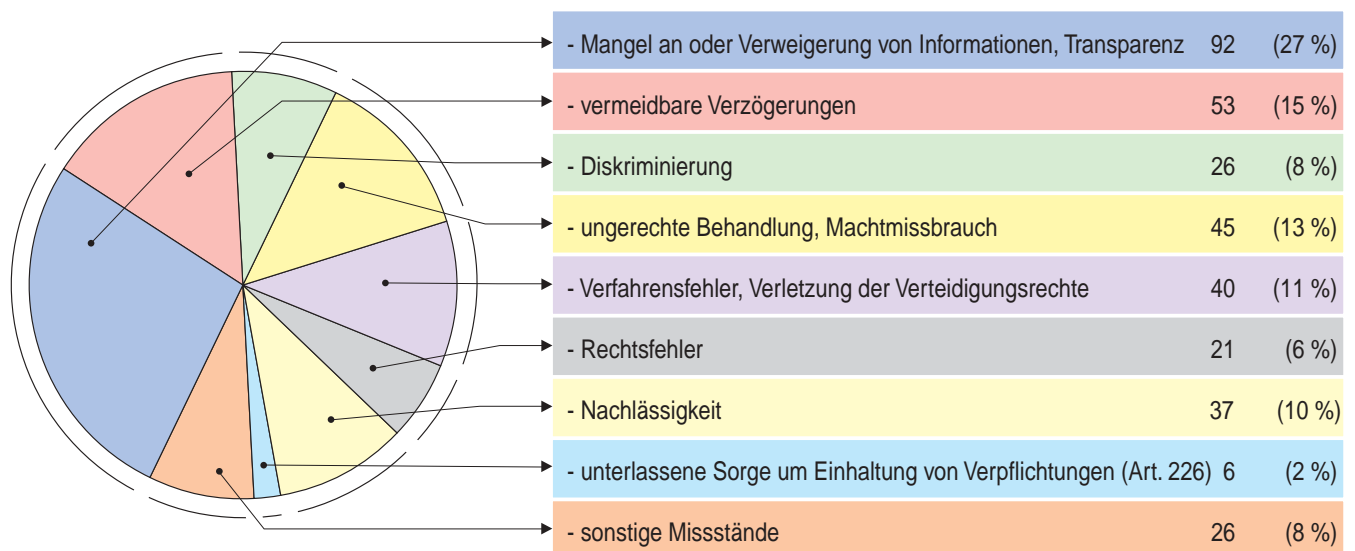 - Mangel an oder Verweigerung von Informationen, Transparenz 92 (27 %)
- vermeidbare Verzögerungen 53 (15 %)
- Diskriminierung 26 (8 %)
- ungerechte Behandlung, Machtmissbrauch 45 (13 %)
- Verfahrensfehler, Verletzung der Verteidigungsrechte 40 (11 %)
- Rechtsfehler 21 (6 %)
- Nachlässigkeit 37 (10 %)
- unterlassene Sorge um Einhaltung von Verpflichtungen (Art. 226) 6 (2 %)
- sonstige Missstände 26 (8 %)